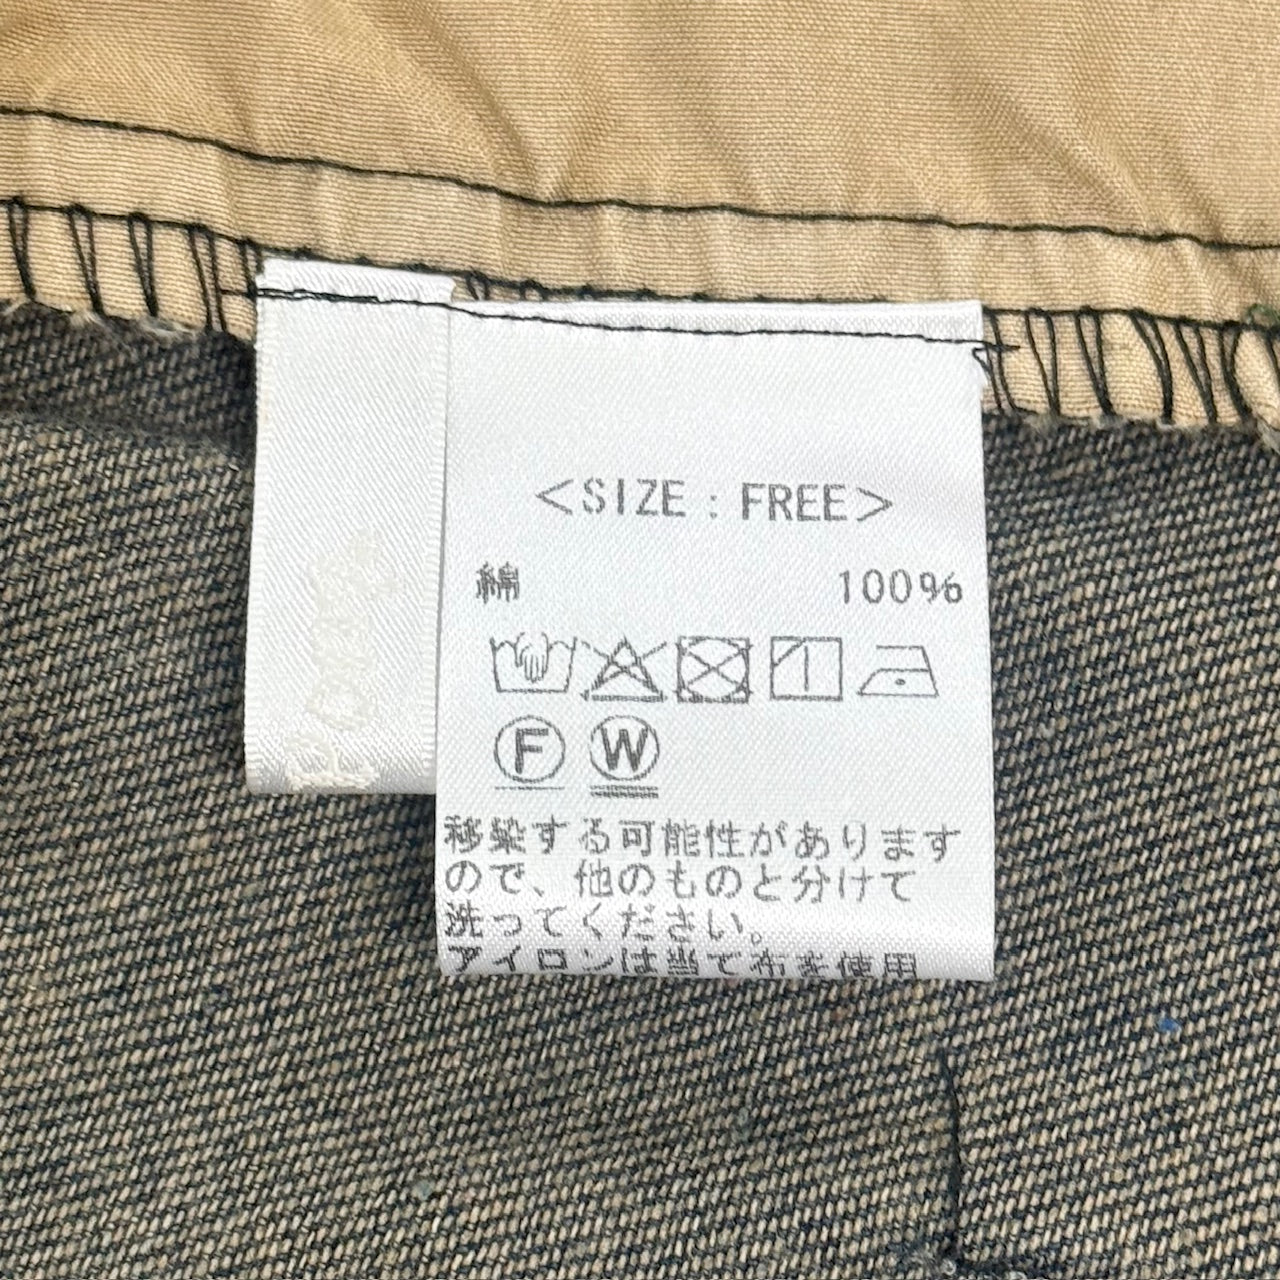 <SIZE : FREE>
綿 100%
F W
移染する可能性があります
ので、他のものと分けて
洗ってください。
アイロンは当て布を使用